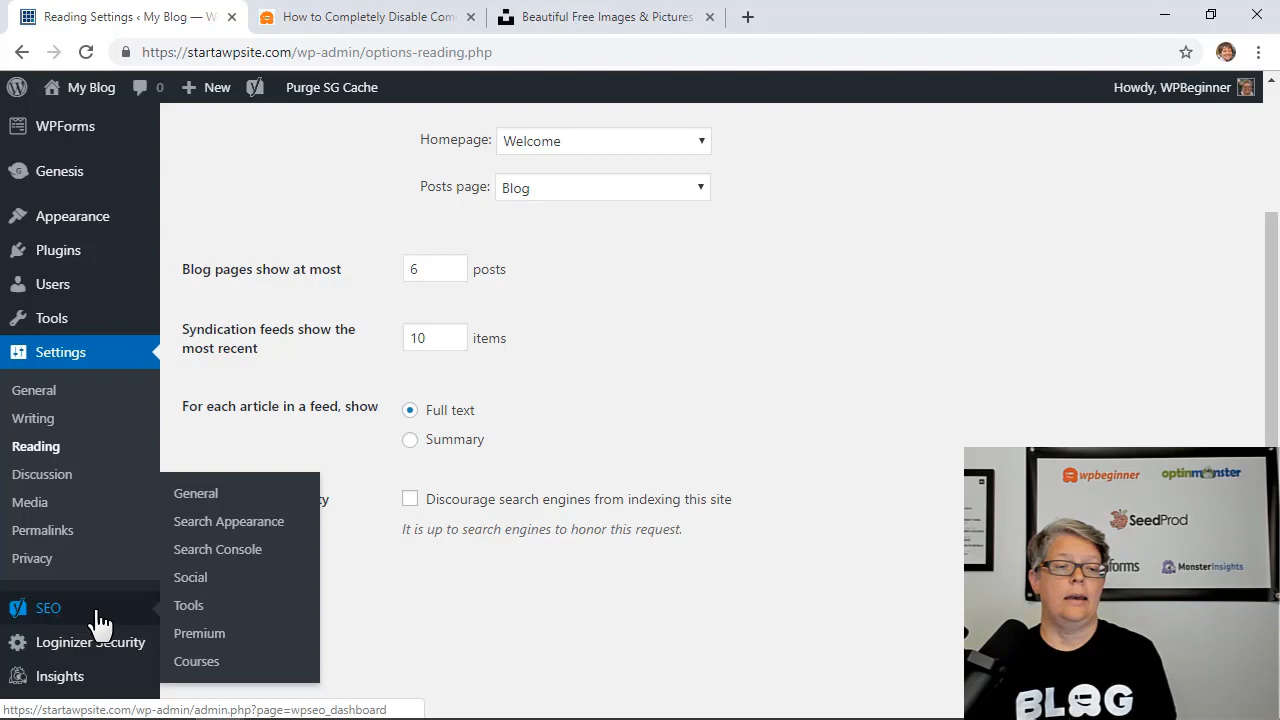 Reading Settings ‹ My Blog —
How to Completely Disable Com
Beautiful Free Images & Pictures
https://startawpsite.com/wp-admin/options-reading.php
My Blog
0
New
Purge SG Cache
Howdy, WPBeginner
WPForms
Genesis
Appearance
Plugins
Users
Tools
Settings
General
Writing
Reading
Discussion
Media
Permalinks
Privacy
SEO
Loginizer Security
Insights
General
Search Appearance
Search Console
Social
Tools
Premium
Courses
Homepage:
Welcome
Posts page:
Blog
Blog pages show at most
6
posts
Syndication feeds show the
most recent
10
items
For each article in a feed, show
Full text
Summary
Discourage search engines from indexing this site
It is up to search engines to honor this request.
https://startawpsite.com/wp-admin/admin.php?page=wpseo_dashboard
wpbeginner
optinmonster
SeedProd
forms
MonsterInsights
BLOG